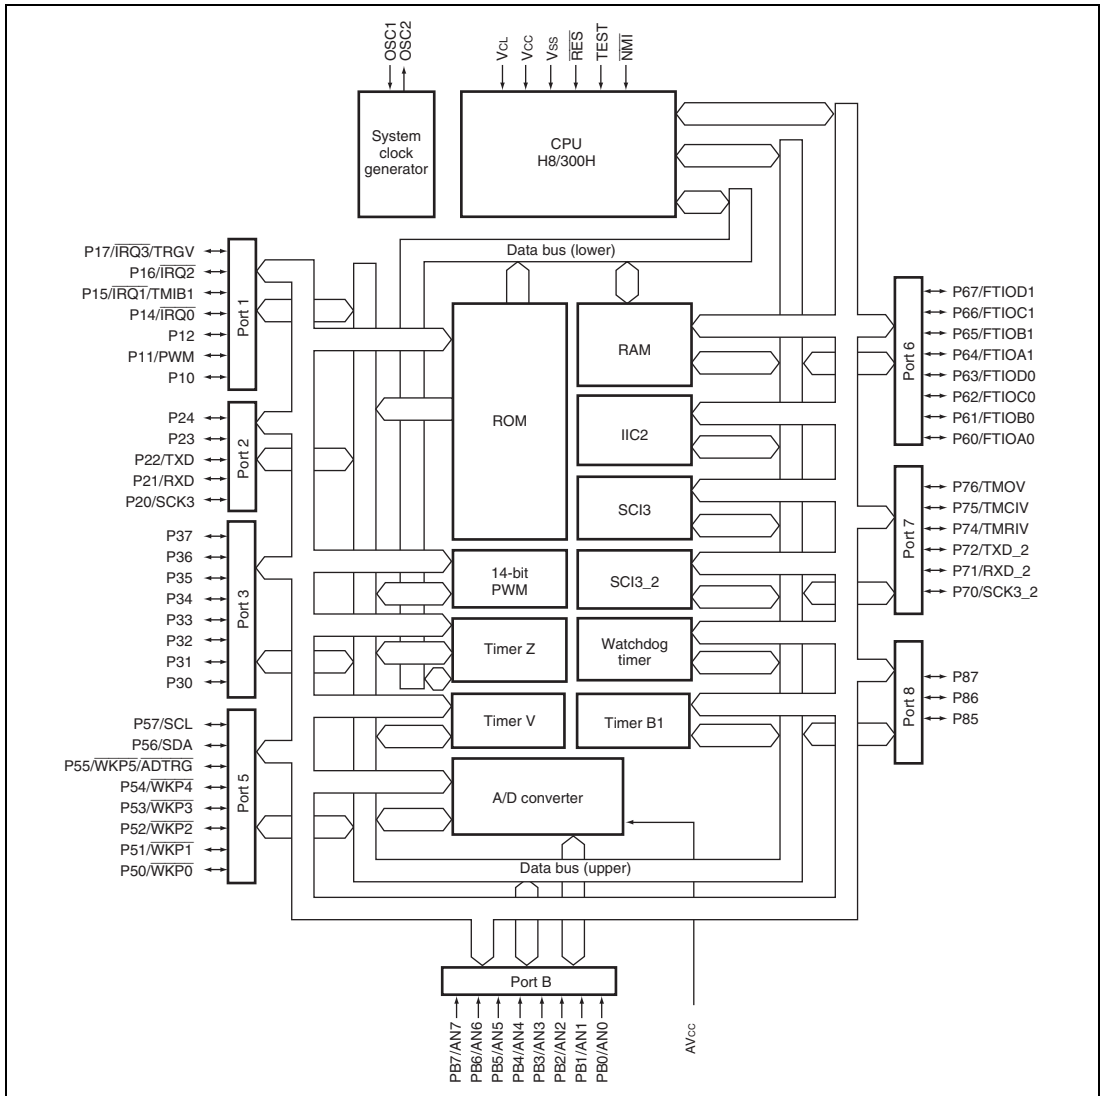 OSC1
OSC2
VCL
VCC
VSS
RES
TEST
NMI
System
clock
generator
CPU
H8/300H
Data bus (lower)
P17/IRQ3/TRGV
P16/IRQ2
P15/IRQ1/TMIB1
P14/IRQ0
P12
P11/PWM
P10
Port 1
P24
P23
P22/TXD
P21/RXD
P20/SCK3
Port 2
P37
P36
P35
P34
P33
P32
P31
P30
Port 3
P57/SCL
P56/SDA
P55/WKP5/ADTRG
P54/WKP4
P53/WKP3
P52/WKP2
P51/WKP1
P50/WKP0
Port 5
ROM
RAM
IIC2
SCI3
14-bit
PWM
SCI3_2
Timer Z
Watchdog
timer
Timer V
Timer B1
A/D converter
Data bus (upper)
Port 6
P67/FTIOD1
P66/FTIOC1
P65/FTIOB1
P64/FTIOA1
P63/FTIOD0
P62/FTIOC0
P61/FTIOB0
P60/FTIOA0
Port 7
P76/TMOV
P75/TMCIV
P74/TMRIV
P72/TXD_2
P71/RXD_2
P70/SCK3_2
Port 8
P87
P86
P85
Port B
PB7/AN7
PB6/AN6
PB5/AN5
PB4/AN4
PB3/AN3
PB2/AN2
PB1/AN1
PB0/AN0
AVCC